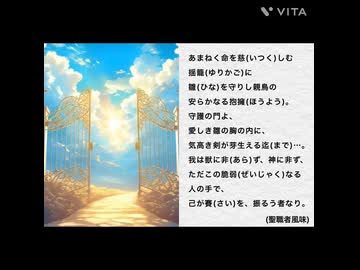 VITA
あまねく命を慈(いつく)しむ
揺籠(ゆりかご)に
雛(ひな)を守りし親鳥の
安らかなる抱擁(ほうよう)。
守護の門よ、
愛しき雛の胸の内に、
気高き剣が芽生える迄(まで)…。
我は獣に非(あら)ず、神に非ず、
ただこの脆弱(ぜいじゃく)なる
人の手で、
己が賽(さい)を、振るう者なり。
(聖職者風味)